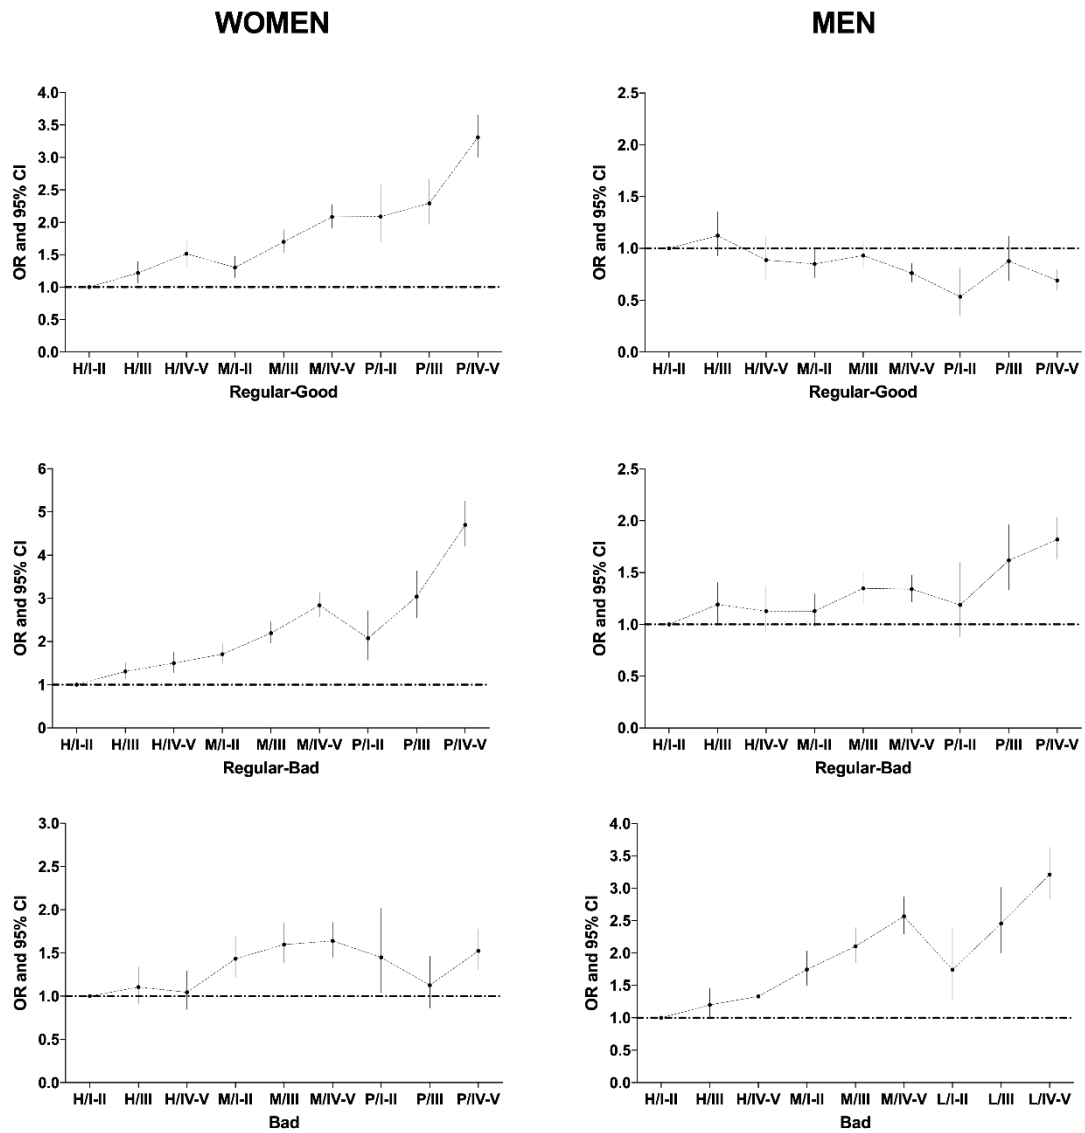 WOMEN
MEN
OR and 95% CI
4.0
3.5
3.0
2.5
2.0
1.5
1.0
0.5
0.0
H/I-II H/III H/IV-V M/I-II M/III M/IV-V P/I-II P/III P/IV-V
Regular-Good
OR and 95% CI
2.5
2.0
1.5
1.0
0.5
0.0
H/I-II H/III H/IV-V M/I-II M/III M/IV-V P/I-II P/III P/IV-V
Regular-Good
OR and 95% CI
6
5
4
3
2
1
0
H/I-II H/III H/IV-V M/I-II M/III M/IV-V P/I-II P/III P/IV-V
Regular-Bad
OR and 95% CI
2.5
2.0
1.5
1.0
0.5
0.0
H/I-II H/III H/IV-V M/I-II M/III M/IV-V P/I-II P/III P/IV-V
Regular-Bad
OR and 95% CI
3.0
2.5
2.0
1.5
1.0
0.5
0.0
H/I-II H/III H/IV-V M/I-II M/III M/IV-V P/I-II P/III P/IV-V
Bad
OR and 95% CI
4.0
3.5
3.0
2.5
2.0
1.5
1.0
0.5
0.0
H/I-II H/III H/IV-V M/I-II M/III M/IV-V L/I-II L/III L/IV-V
Bad